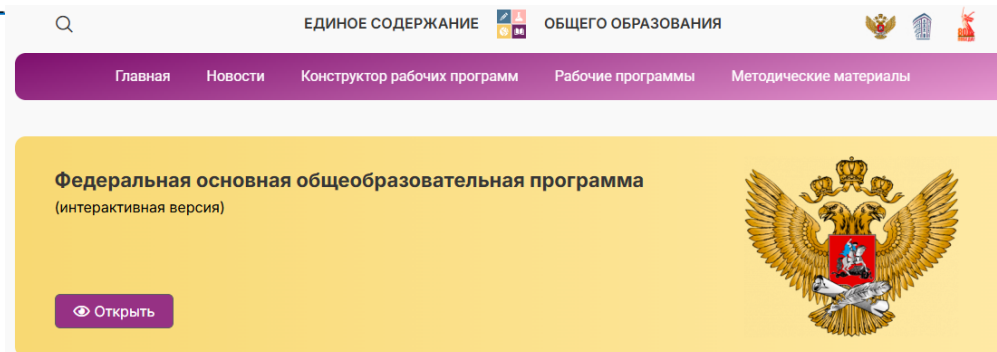 ЕДИНОЕ СОДЕРЖАНИЕ ОБЩЕГО ОБРАЗОВАНИЯ
Главная Новости Конструктор рабочих программ Рабочие программы Методические материалы
Федеральная основная общеобразовательная программа
(интерактивная версия)
Открыть